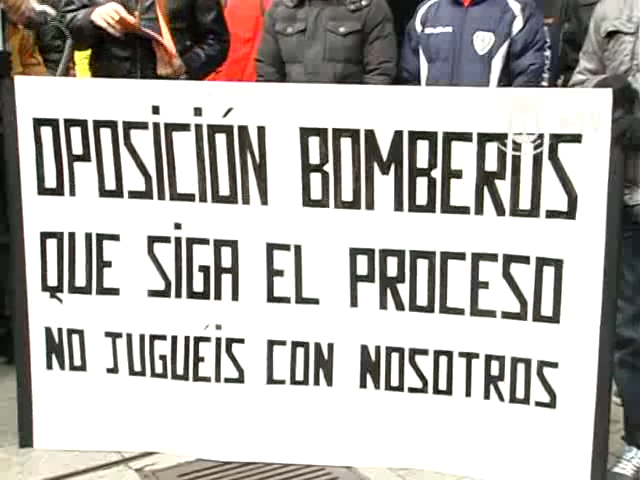 OPOSICIÓN BOMBEROS
QUE SIGA EL PROCESO
NO JUGUÉIS CON NOSOTROS